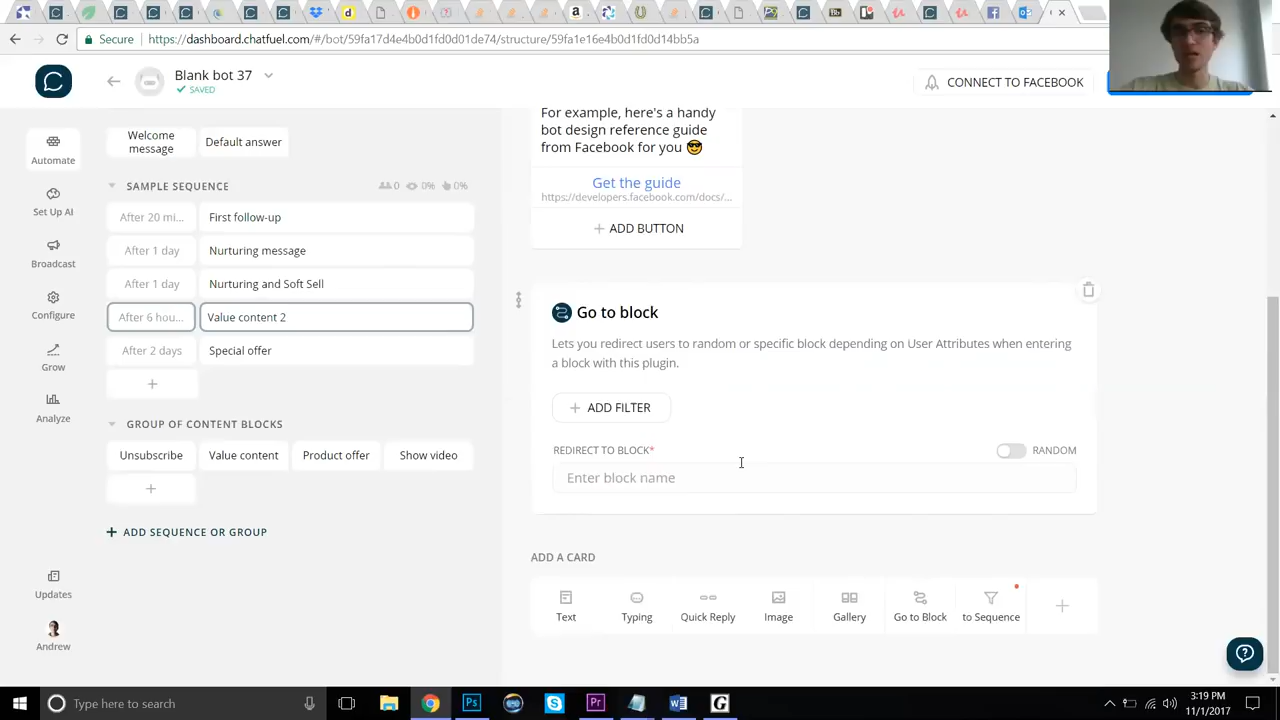 Secure
https://dashboard.chatfuel.com/#/bot/59fa17d4e4b0d1fd0d01de74/structure/59fa1e16e4b0d1fd0d14bb5a
Blank bot 37
SAVED
CONNECT TO FACEBOOK
Automate
Set Up AI
Broadcast
Configure
Grow
Analyze
Updates
Andrew
Welcome message
Default answer
SAMPLE SEQUENCE
0
0%
0%
After 20 mi...
First follow-up
After 1 day
Nurturing message
After 1 day
Nurturing and Soft Sell
After 6 hou...
Value content 2
After 2 days
Special offer
GROUP OF CONTENT BLOCKS
Unsubscribe
Value content
Product offer
Show video
ADD SEQUENCE OR GROUP
For example, here's a handy
bot design reference guide
from Facebook for you 😎
Get the guide
https://developers.facebook.com/docs/...
ADD BUTTON
Go to block
Lets you redirect users to random or specific block depending on User Attributes when entering
a block with this plugin.
ADD FILTER
REDIRECT TO BLOCK*
RANDOM
Enter block name
ADD A CARD
Text
Typing
Quick Reply
Image
Gallery
Go to Block
to Sequence
Type here to search
3:19 PM
11/1/2017